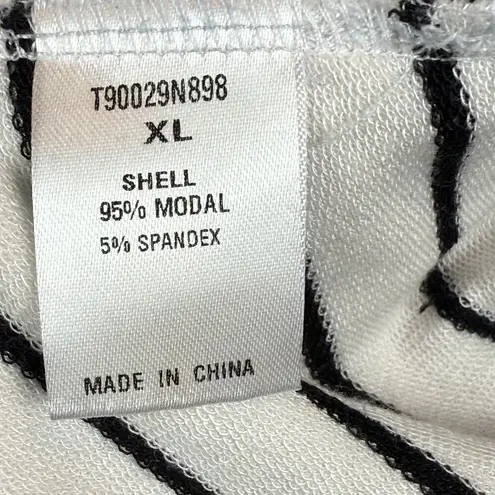 T90029N898
XL
SHELL
95% MODAL
5% SPANDEX
MADE IN CHINA